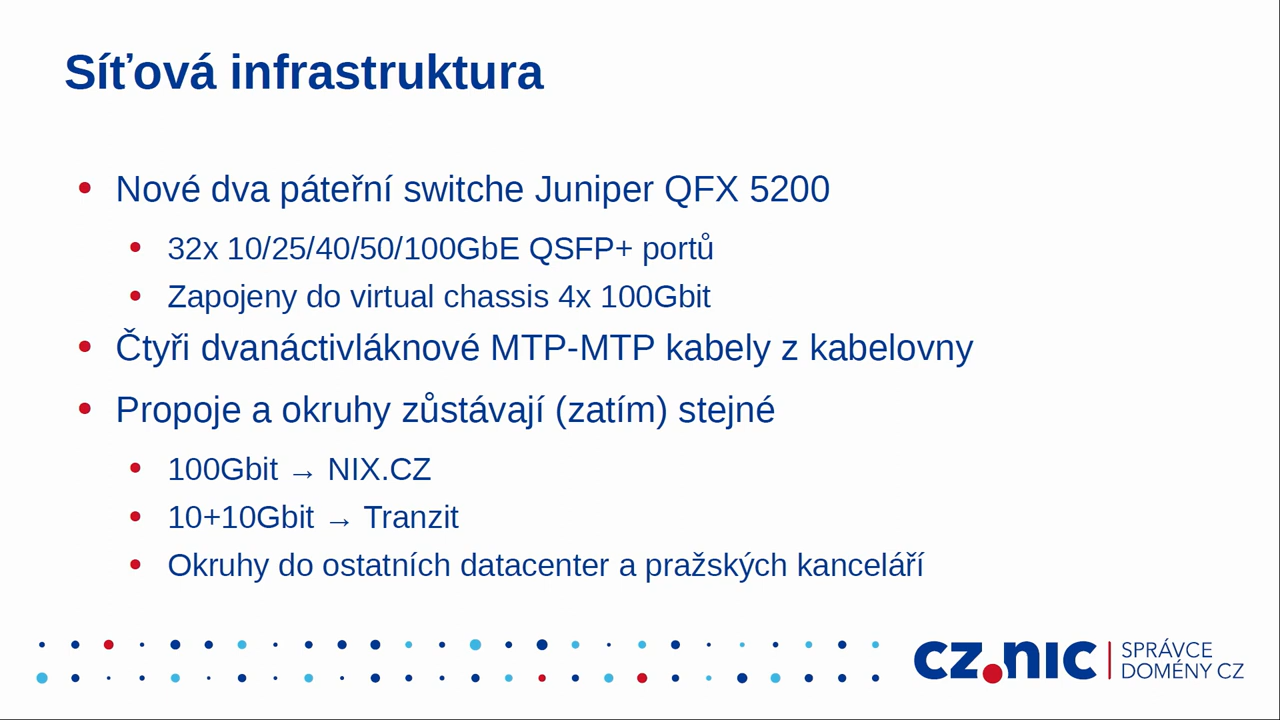 Síťová infrastruktura
Nové dva páteřní switche Juniper QFX 5200
32x 10/25/40/50/100GbE QSFP+ portů
Zapojeny do virtual chassis 4x 100Gbit
Čtyři dvanáctivláknové MTP-MTP kabely z kabelovny
Propoje a okruhy zůstávají (zatím) stejné
100Gbit → NIX.CZ
10+10Gbit → Tranzit
Okruhy do ostatních datacenter a pražských kanceláří
CZ.NIC
SPRÁVCE
DOMÉNY CZ